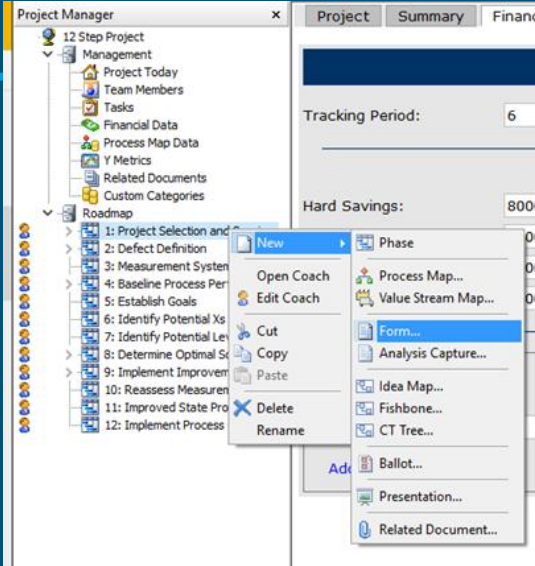 Project Manager
12 Step Project
Management
Project Today
Team Members
Tasks
Financial Data
Process Map Data
Y Metrics
Related Documents
Custom Categories
Roadmap
1: Project Selection and
2: Defect Definition
3: Measurement System
4: Baseline Process Per
5: Establish Goals
6: Identify Potential Xs
7: Identify Potential Le
8: Determine Optimal So
9: Implement Improvem
10: Reassess Measuren
11: Improved State Pro
12: Implement Process
New
Open Coach
Edit Coach
Cut
Copy
Paste
Delete
Rename
Phase
Process Map...
Value Stream Map...
Form...
Analysis Capture...
Idea Map...
Fishbone...
CT Tree...
Ballot...
Presentation...
Related Document...
Project
Summary
Financ
Tracking Period:
6
Hard Savings:
800
Ad